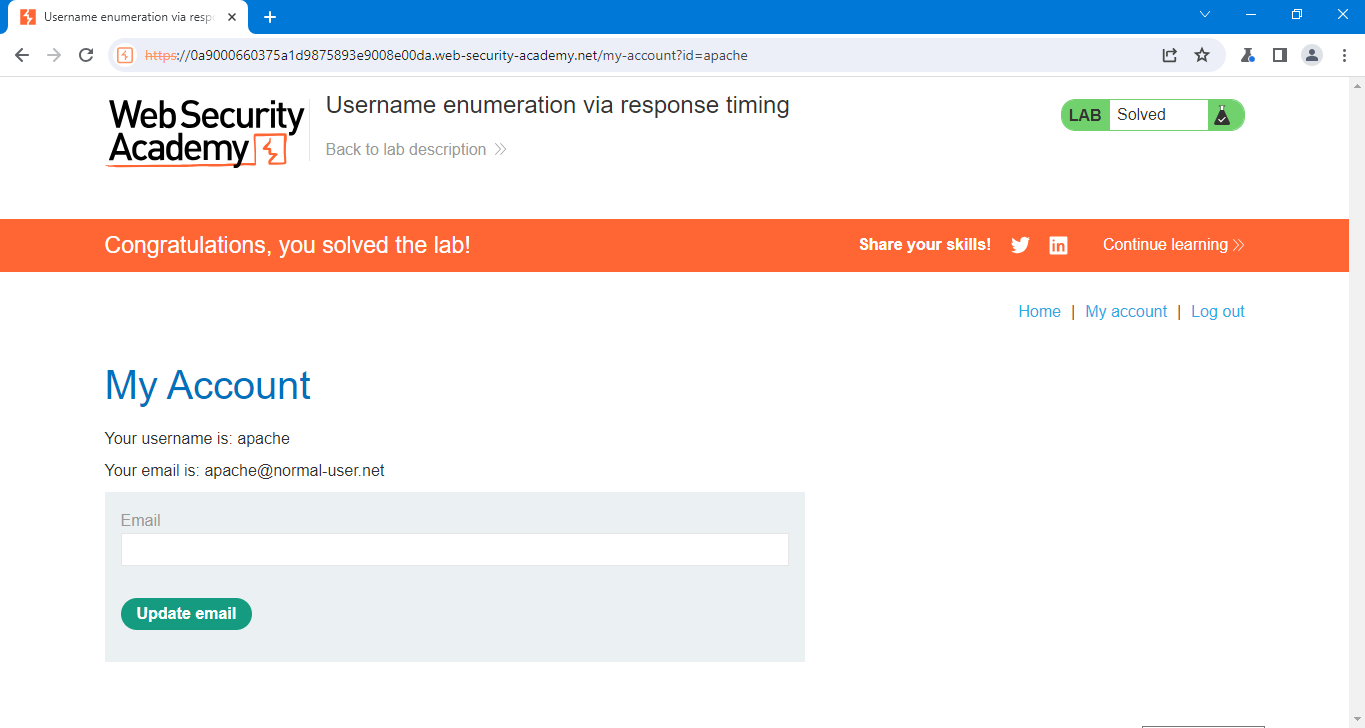 Username enumeration via resp
https://0a9000660375a1d9875893e9008e00da.web-security-academy.net/my-account?id=apache
Web Security
Academy
Username enumeration via response timing
Back to lab description
LAB Solved
Congratulations, you solved the lab!
Share your skills!
Continue learning
Home | My account | Log out
My Account
Your username is: apache
Your email is: apache@normal-user.net
Email
Update email